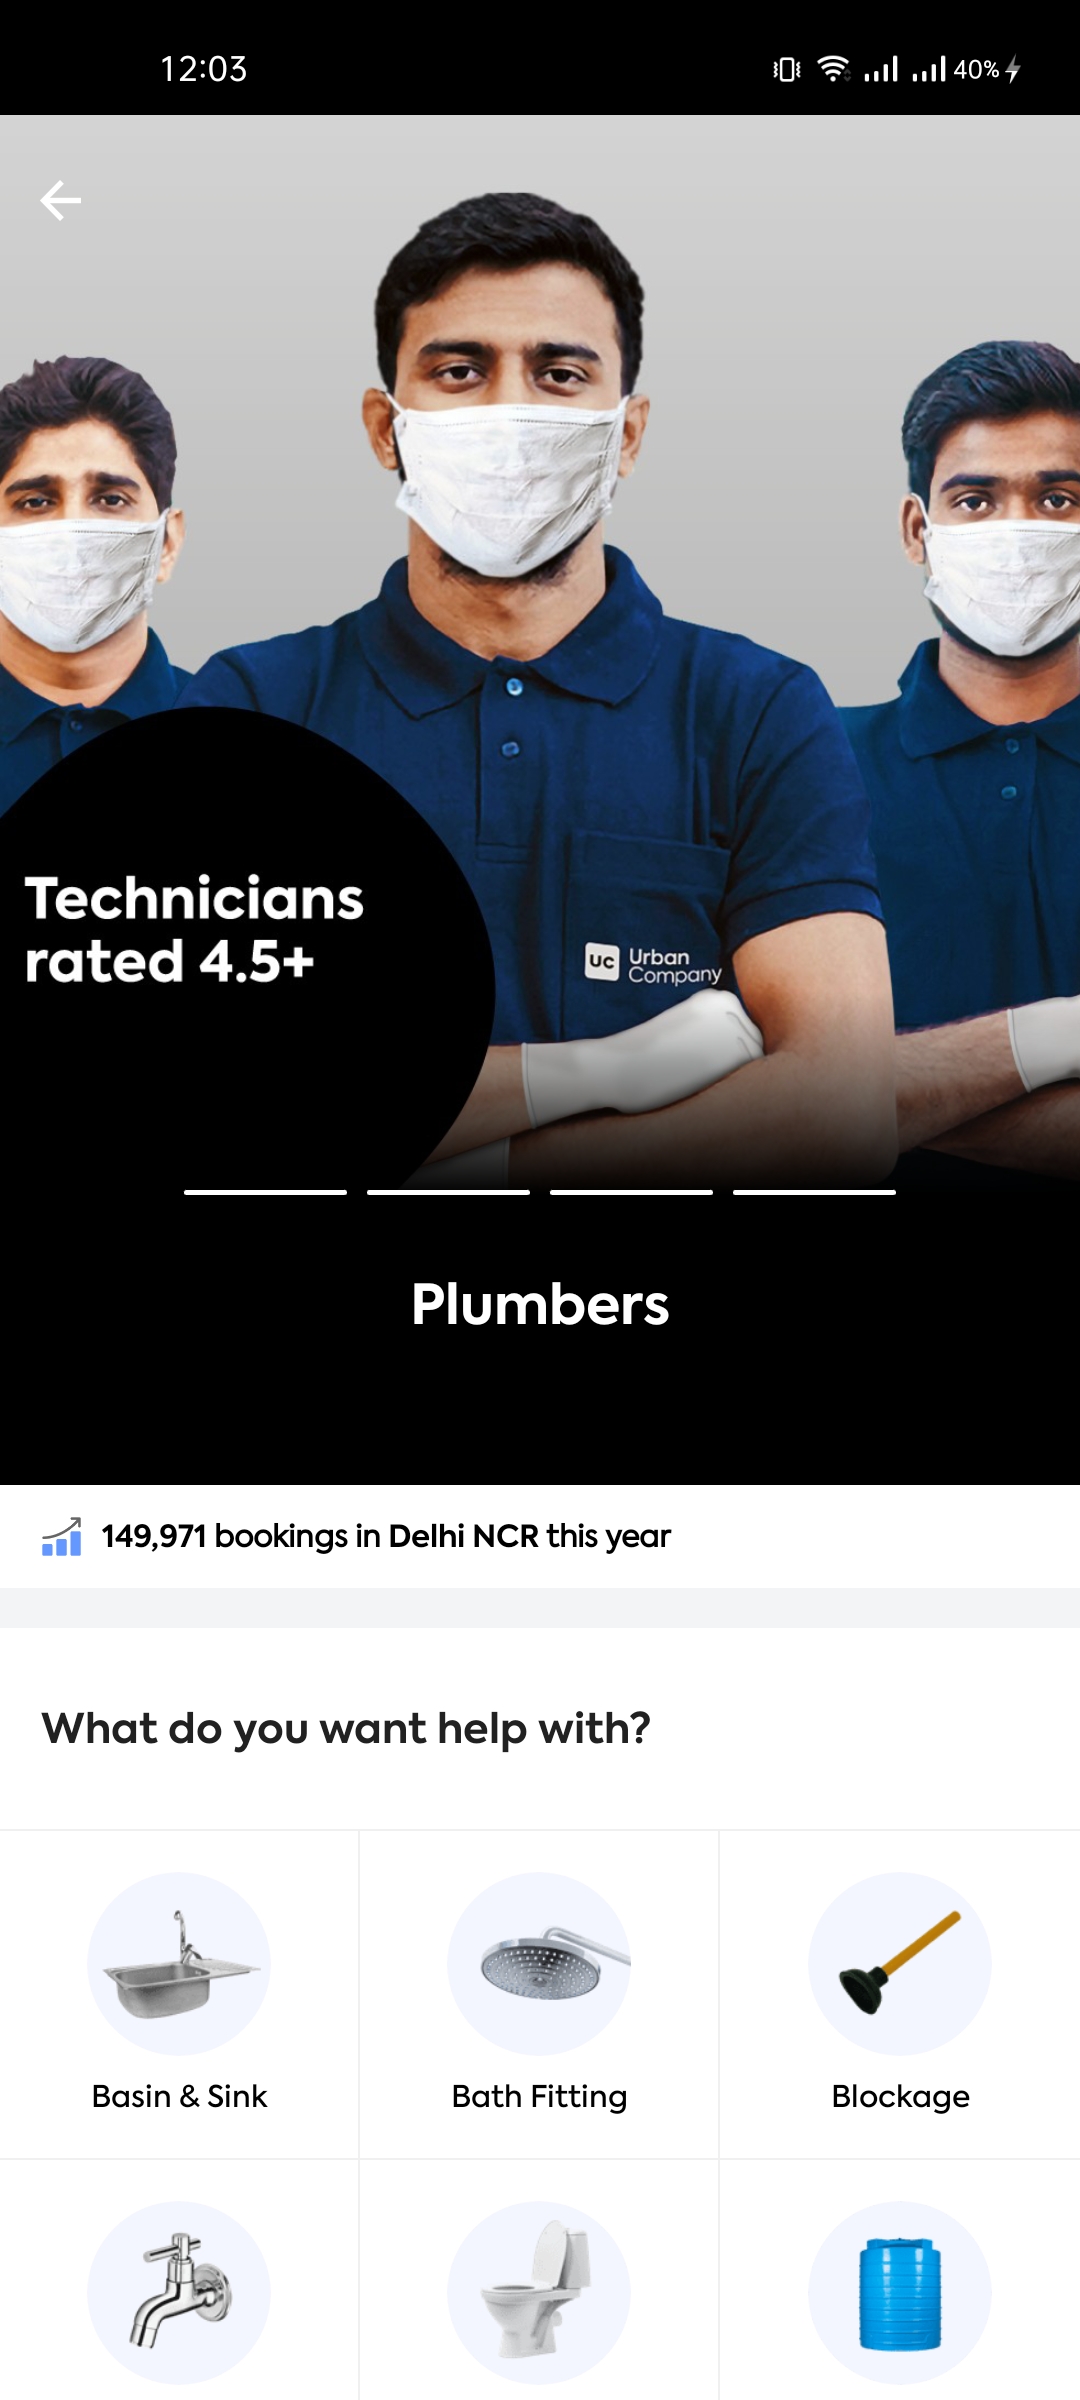 12:03
40%
Technicians
rated 4.5+
UC
Urban
Company
Plumbers
149,971 bookings in Delhi NCR this year
What do you want help with?
Basin & Sink
Bath Fitting
Blockage